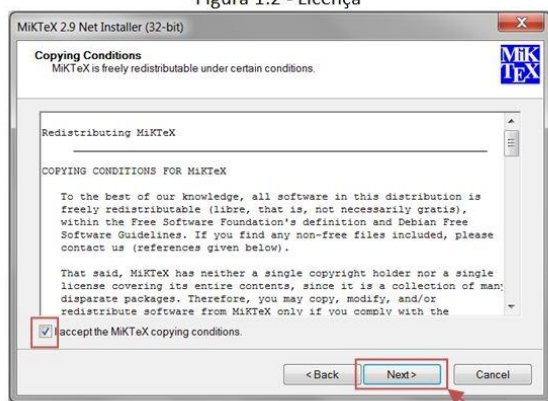 Figura 1.2 - Licença
MiKTeX 2.9 Net Installer (32-bit)
Copying Conditions
MiKTeX is freely redistributable under certain conditions.
MiK
TEX
Redistributing MiKTeX
COPYING CONDITIONS FOR MiKTeX
To the best of our knowledge, all software in this distribution is
freely redistributable (libre, that is, not necessarily gratis),
within the Free Software Foundation's definition and Debian Free
Software Guidelines. If you find any non-free files included, please
contact us (references given below).
That said, MiKTeX has neither a single copyright holder nor a single
license covering its entire contents, since it is a collection of many
disparate packages. Therefore, you may copy, modify, and/or
redistribute software from MiKTeX only if you comply with the
I accept the MiKTeX copying conditions.
< Back
Next >
Cancel